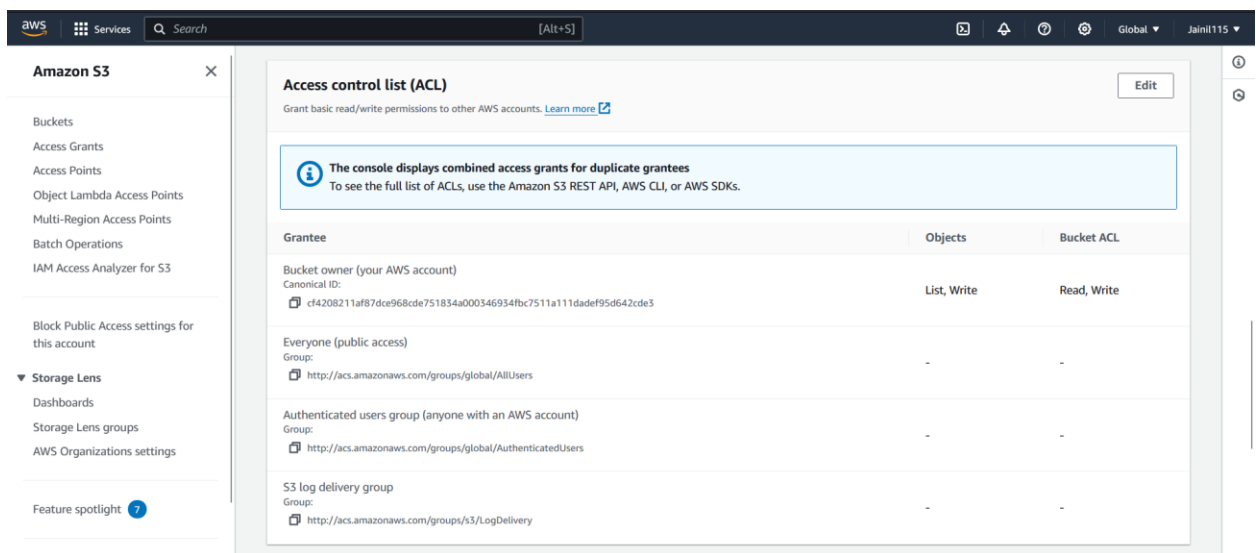 aws
Services
Search
[Alt+S]
Global
Jainil115
Amazon S3
Buckets
Access Grants
Access Points
Object Lambda Access Points
Multi-Region Access Points
Batch Operations
IAM Access Analyzer for S3
Block Public Access settings for
this account
Storage Lens
Dashboards
Storage Lens groups
AWS Organizations settings
Feature spotlight 7
Access control list (ACL)
Edit
Grant basic read/write permissions to other AWS accounts. Learn more
The console displays combined access grants for duplicate grantees
To see the full list of ACLs, use the Amazon S3 REST API, AWS CLI, or AWS SDKs.
Grantee Objects Bucket ACL
Bucket owner (your AWS account)
Canonical ID:
cf4208211af87dce968cde751834a000346934fbc7511a111dadef95d642cde3
List, Write Read, Write
Everyone (public access)
Group:
http://acs.amazonaws.com/groups/global/AllUsers
- -
Authenticated users group (anyone with an AWS account)
Group:
http://acs.amazonaws.com/groups/global/AuthenticatedUsers
- -
S3 log delivery group
Group:
http://acs.amazonaws.com/groups/s3/LogDelivery
- -